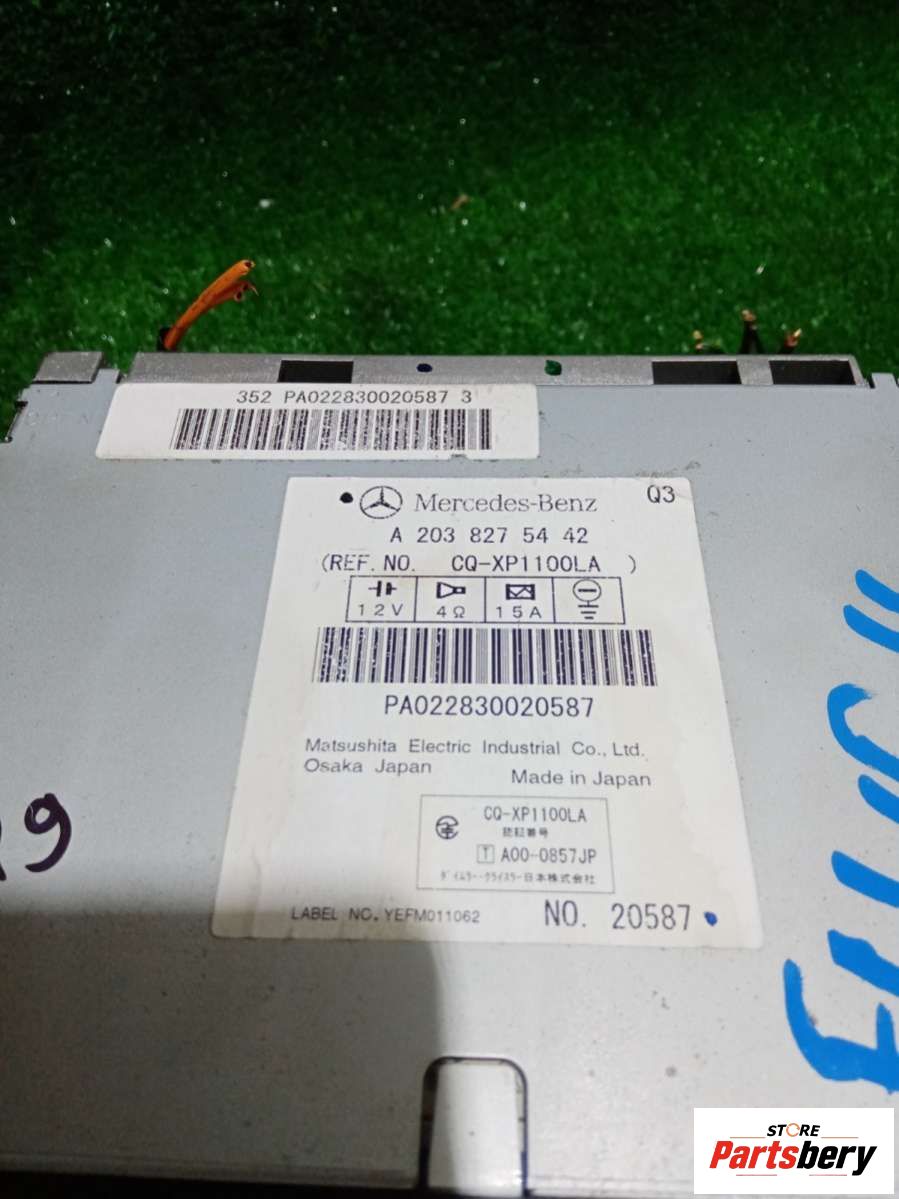 352 PA022830020587 3
Mercedes-Benz Q3
A 203 827 54 42
(REF. NO. CQ-XP1100LA )
12V 4Ω 15A
PA022830020587
Matsushita Electric Industrial Co., Ltd.
Osaka Japan Made in Japan
CQ-XP1100LA
認証番号
T A00-0857JP
ダイムラー・クライスラー日本株式会社
LABEL NO. YEFM011062 NO. 20587
19
STORE
Partsbery